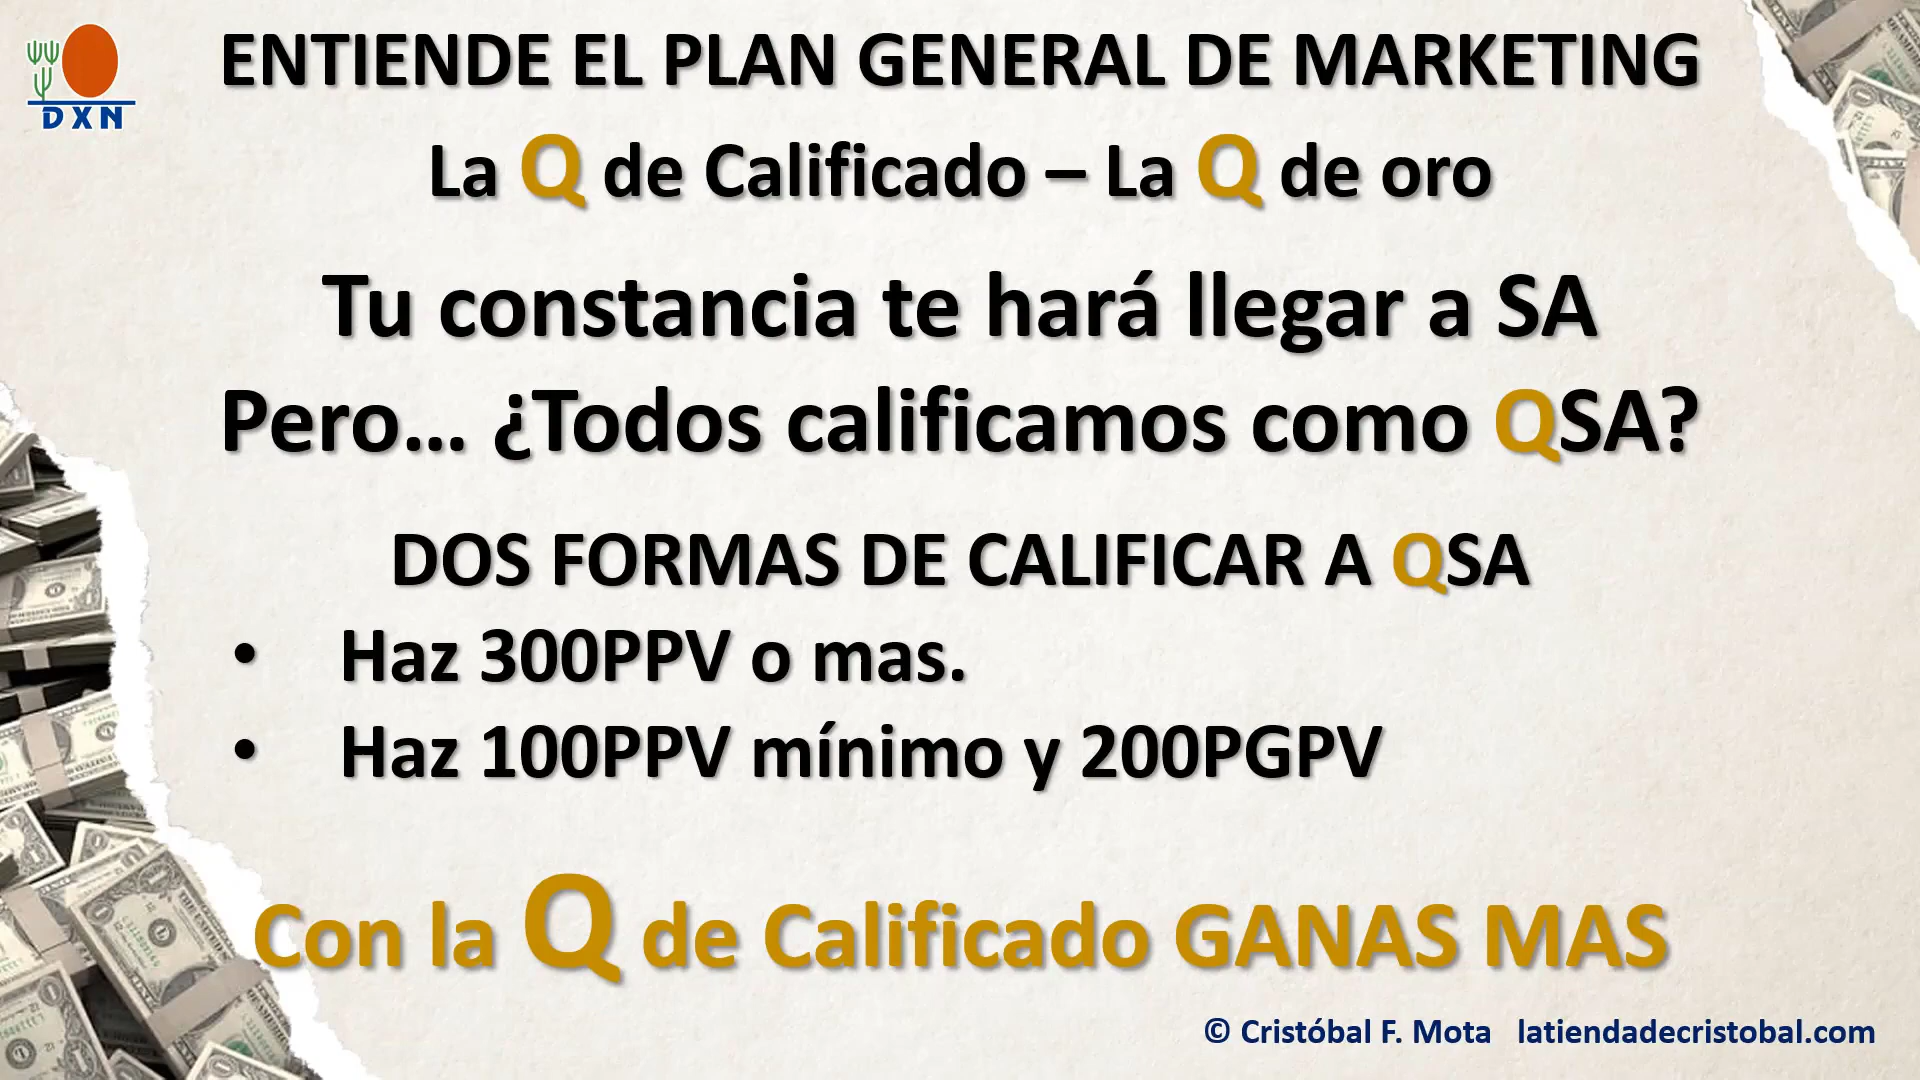 DXN
ENTIENDE EL PLAN GENERAL DE MARKETING
La Q de Calificado – La Q de oro
Tu constancia te hará llegar a SA
Pero... ¿Todos calificamos como QSA?
DOS FORMAS DE CALIFICAR A QSA
• Haz 300PPV o mas.
• Haz 100PPV mínimo y 200PGPV
Con la Q de Calificado GANAS MAS
© Cristóbal F. Mota latiendadecristobal.com